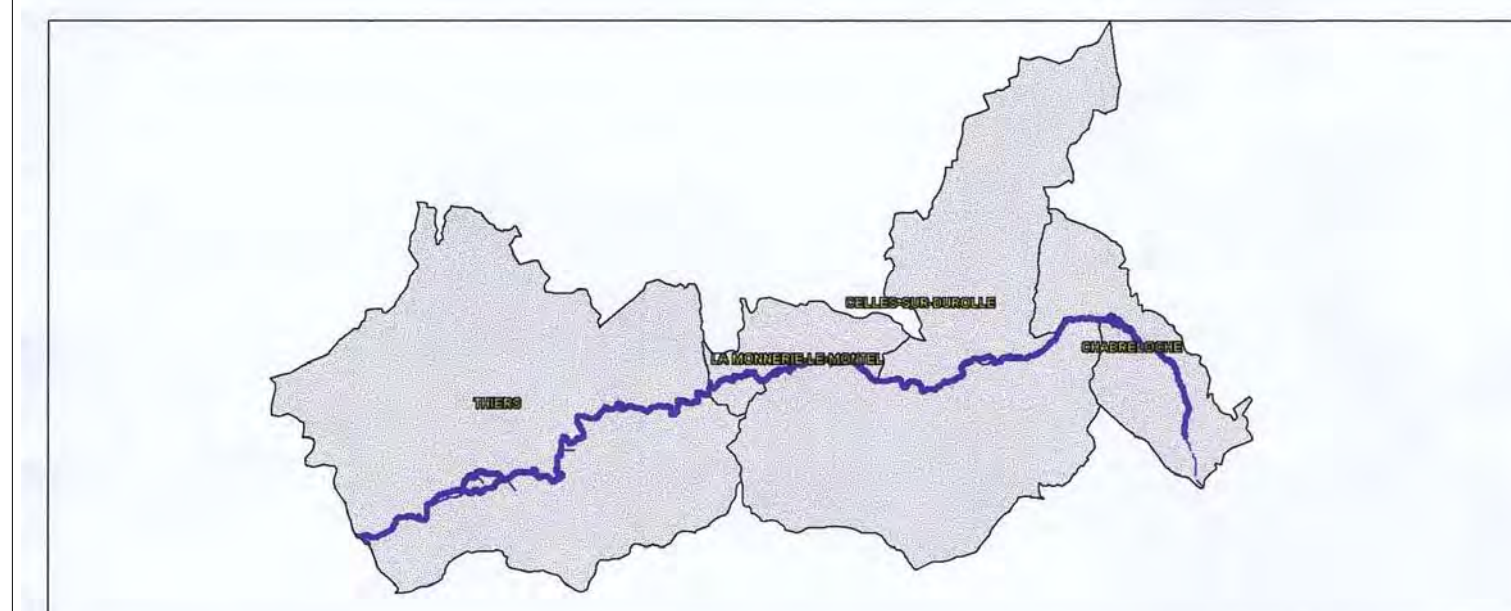 CELLES-SUR-DUROLLE
CHABRELOCHE
LA MONNERIE-LE-MONTEL
THIERS